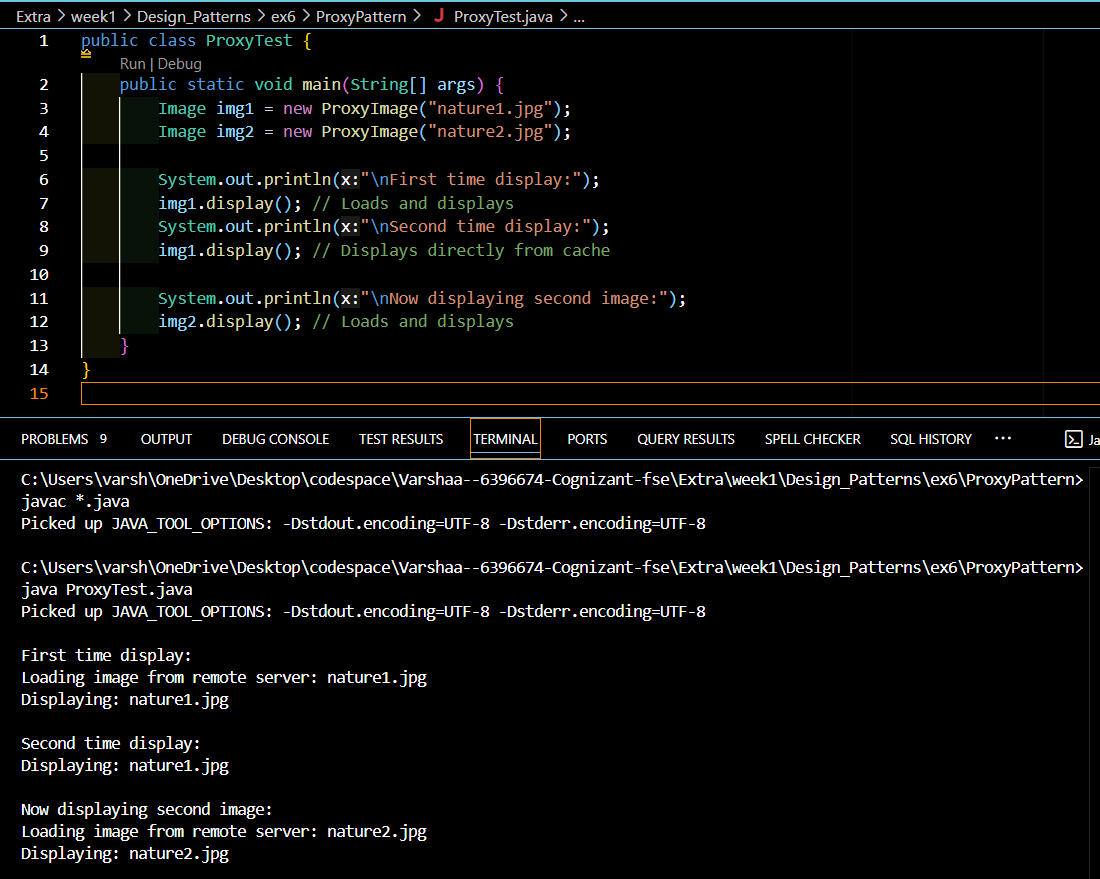 Extra > week1 > Design_Patterns > ex6 > ProxyPattern > J ProxyTest.java > ...
1 public class ProxyTest {
Run | Debug
2 public static void main(String[] args) {
3 Image img1 = new ProxyImage("nature1.jpg");
4 Image img2 = new ProxyImage("nature2.jpg");
5
6 System.out.println(x:"\nFirst time display:");
7 img1.display(); // Loads and displays
8 System.out.println(x:"\nSecond time display:");
9 img1.display(); // Displays directly from cache
10
11 System.out.println(x:"\nNow displaying second image:");
12 img2.display(); // Loads and displays
13 }
14 }
15
PROBLEMS 9 OUTPUT DEBUG CONSOLE TEST RESULTS TERMINAL PORTS QUERY RESULTS SPELL CHECKER SQL HISTORY ··· Ja
C:\Users\varsh\OneDrive\Desktop\codespace\Varshaa--6396674-Cognizant-fse\Extra\week1\Design_Patterns\ex6\ProxyPattern>
javac *.java
Picked up JAVA_TOOL_OPTIONS: -Dstdout.encoding=UTF-8 -Dstderr.encoding=UTF-8
C:\Users\varsh\OneDrive\Desktop\codespace\Varshaa--6396674-Cognizant-fse\Extra\week1\Design_Patterns\ex6\ProxyPattern>
java ProxyTest.java
Picked up JAVA_TOOL_OPTIONS: -Dstdout.encoding=UTF-8 -Dstderr.encoding=UTF-8
First time display:
Loading image from remote server: nature1.jpg
Displaying: nature1.jpg
Second time display:
Displaying: nature1.jpg
Now displaying second image:
Loading image from remote server: nature2.jpg
Displaying: nature2.jpg